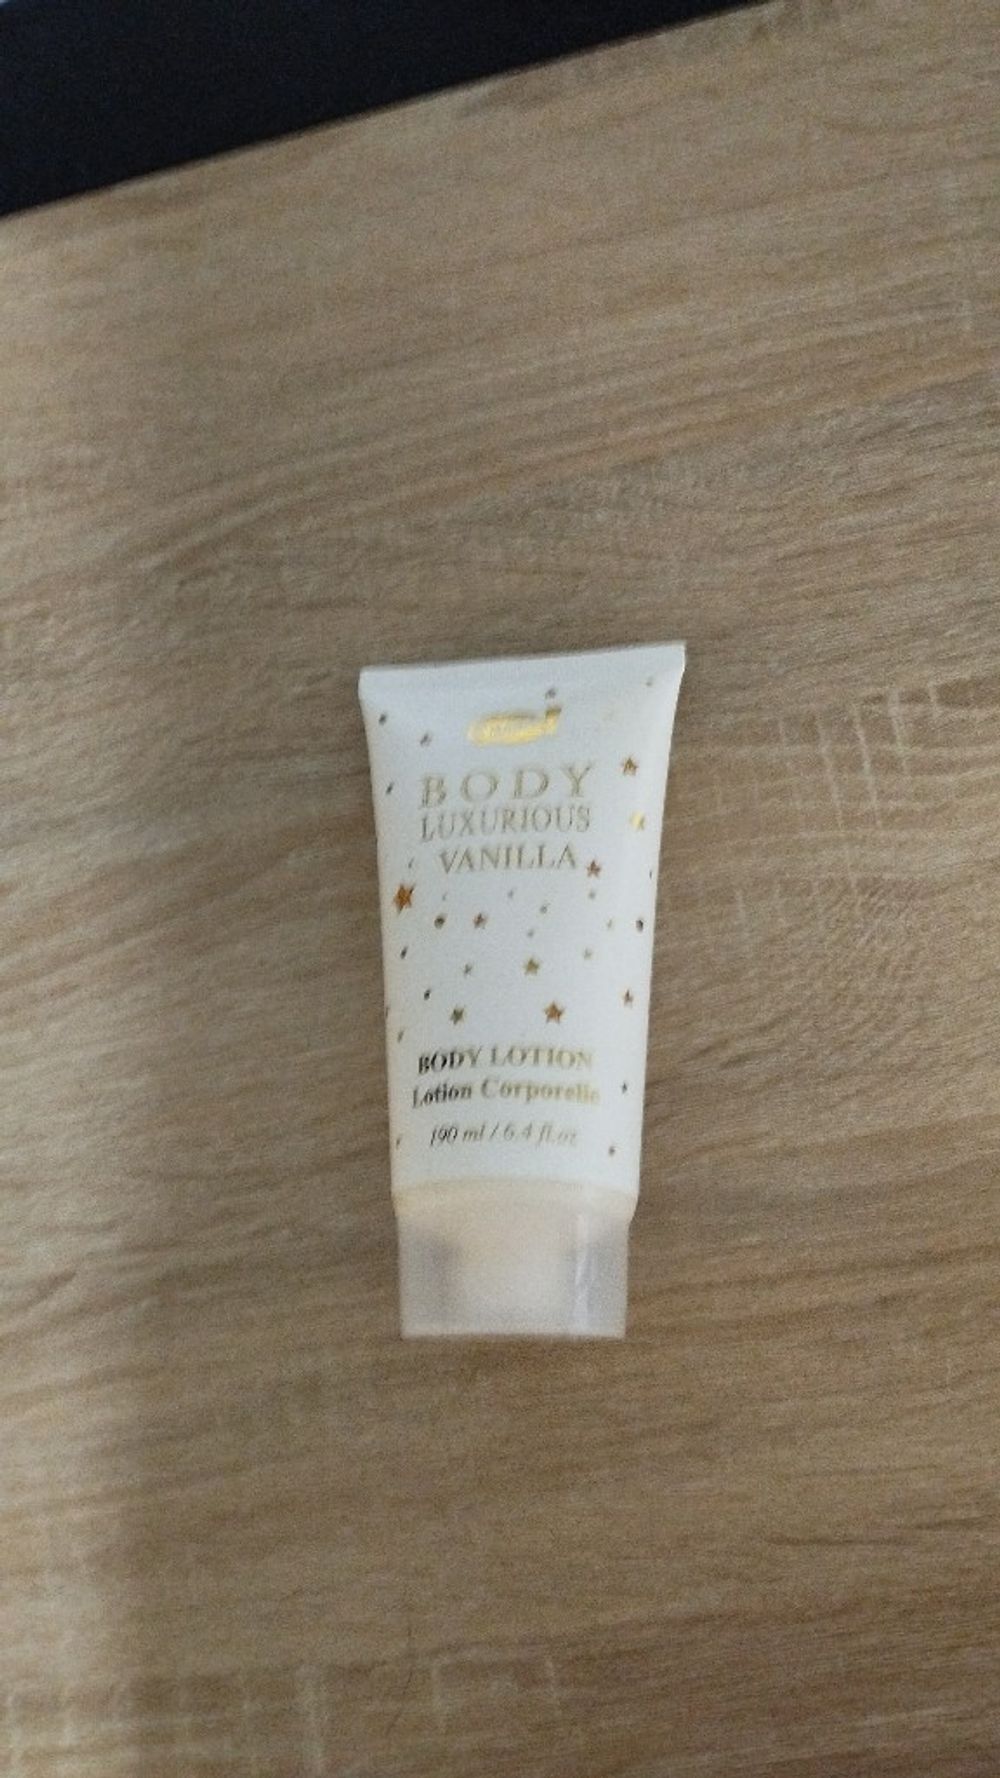 BODY
LUXURIOUS
VANILLA
BODY LOTION
Lotion Corporelle
190 ml / 6.4 fl.oz